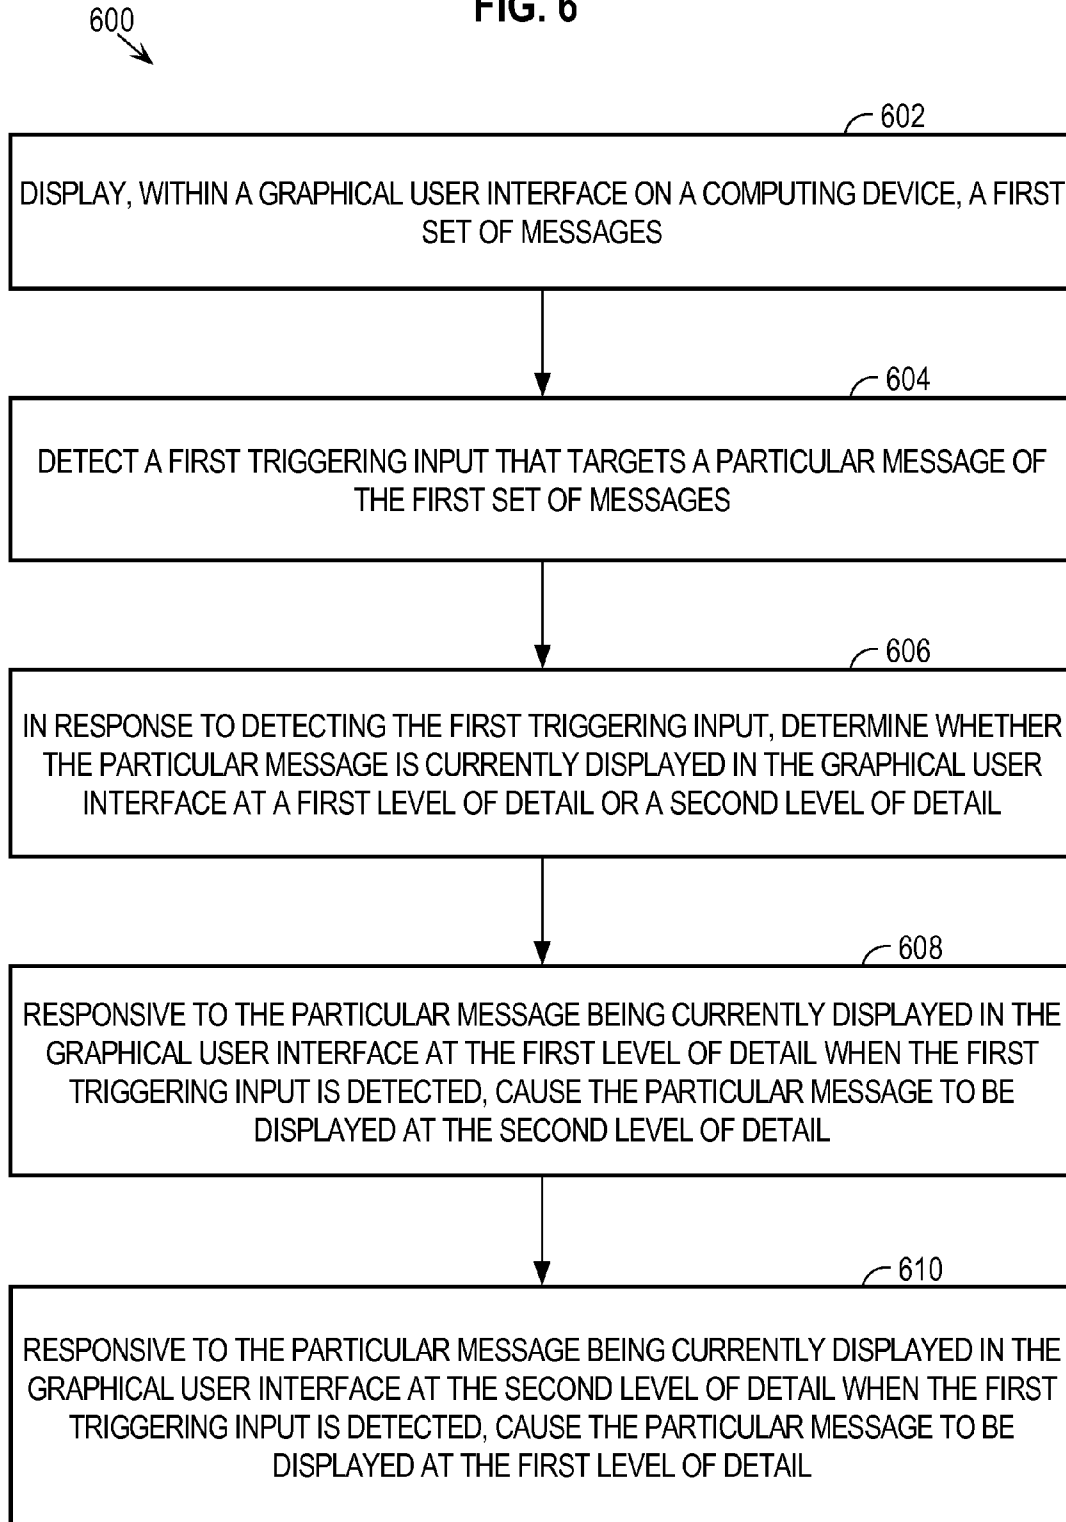 FIG. 6
600
602
DISPLAY, WITHIN A GRAPHICAL USER INTERFACE ON A COMPUTING DEVICE, A FIRST
SET OF MESSAGES
604
DETECT A FIRST TRIGGERING INPUT THAT TARGETS A PARTICULAR MESSAGE OF
THE FIRST SET OF MESSAGES
606
IN RESPONSE TO DETECTING THE FIRST TRIGGERING INPUT, DETERMINE WHETHER
THE PARTICULAR MESSAGE IS CURRENTLY DISPLAYED IN THE GRAPHICAL USER
INTERFACE AT A FIRST LEVEL OF DETAIL OR A SECOND LEVEL OF DETAIL
608
RESPONSIVE TO THE PARTICULAR MESSAGE BEING CURRENTLY DISPLAYED IN THE
GRAPHICAL USER INTERFACE AT THE FIRST LEVEL OF DETAIL WHEN THE FIRST
TRIGGERING INPUT IS DETECTED, CAUSE THE PARTICULAR MESSAGE TO BE
DISPLAYED AT THE SECOND LEVEL OF DETAIL
610
RESPONSIVE TO THE PARTICULAR MESSAGE BEING CURRENTLY DISPLAYED IN THE
GRAPHICAL USER INTERFACE AT THE SECOND LEVEL OF DETAIL WHEN THE FIRST
TRIGGERING INPUT IS DETECTED, CAUSE THE PARTICULAR MESSAGE TO BE
DISPLAYED AT THE FIRST LEVEL OF DETAIL